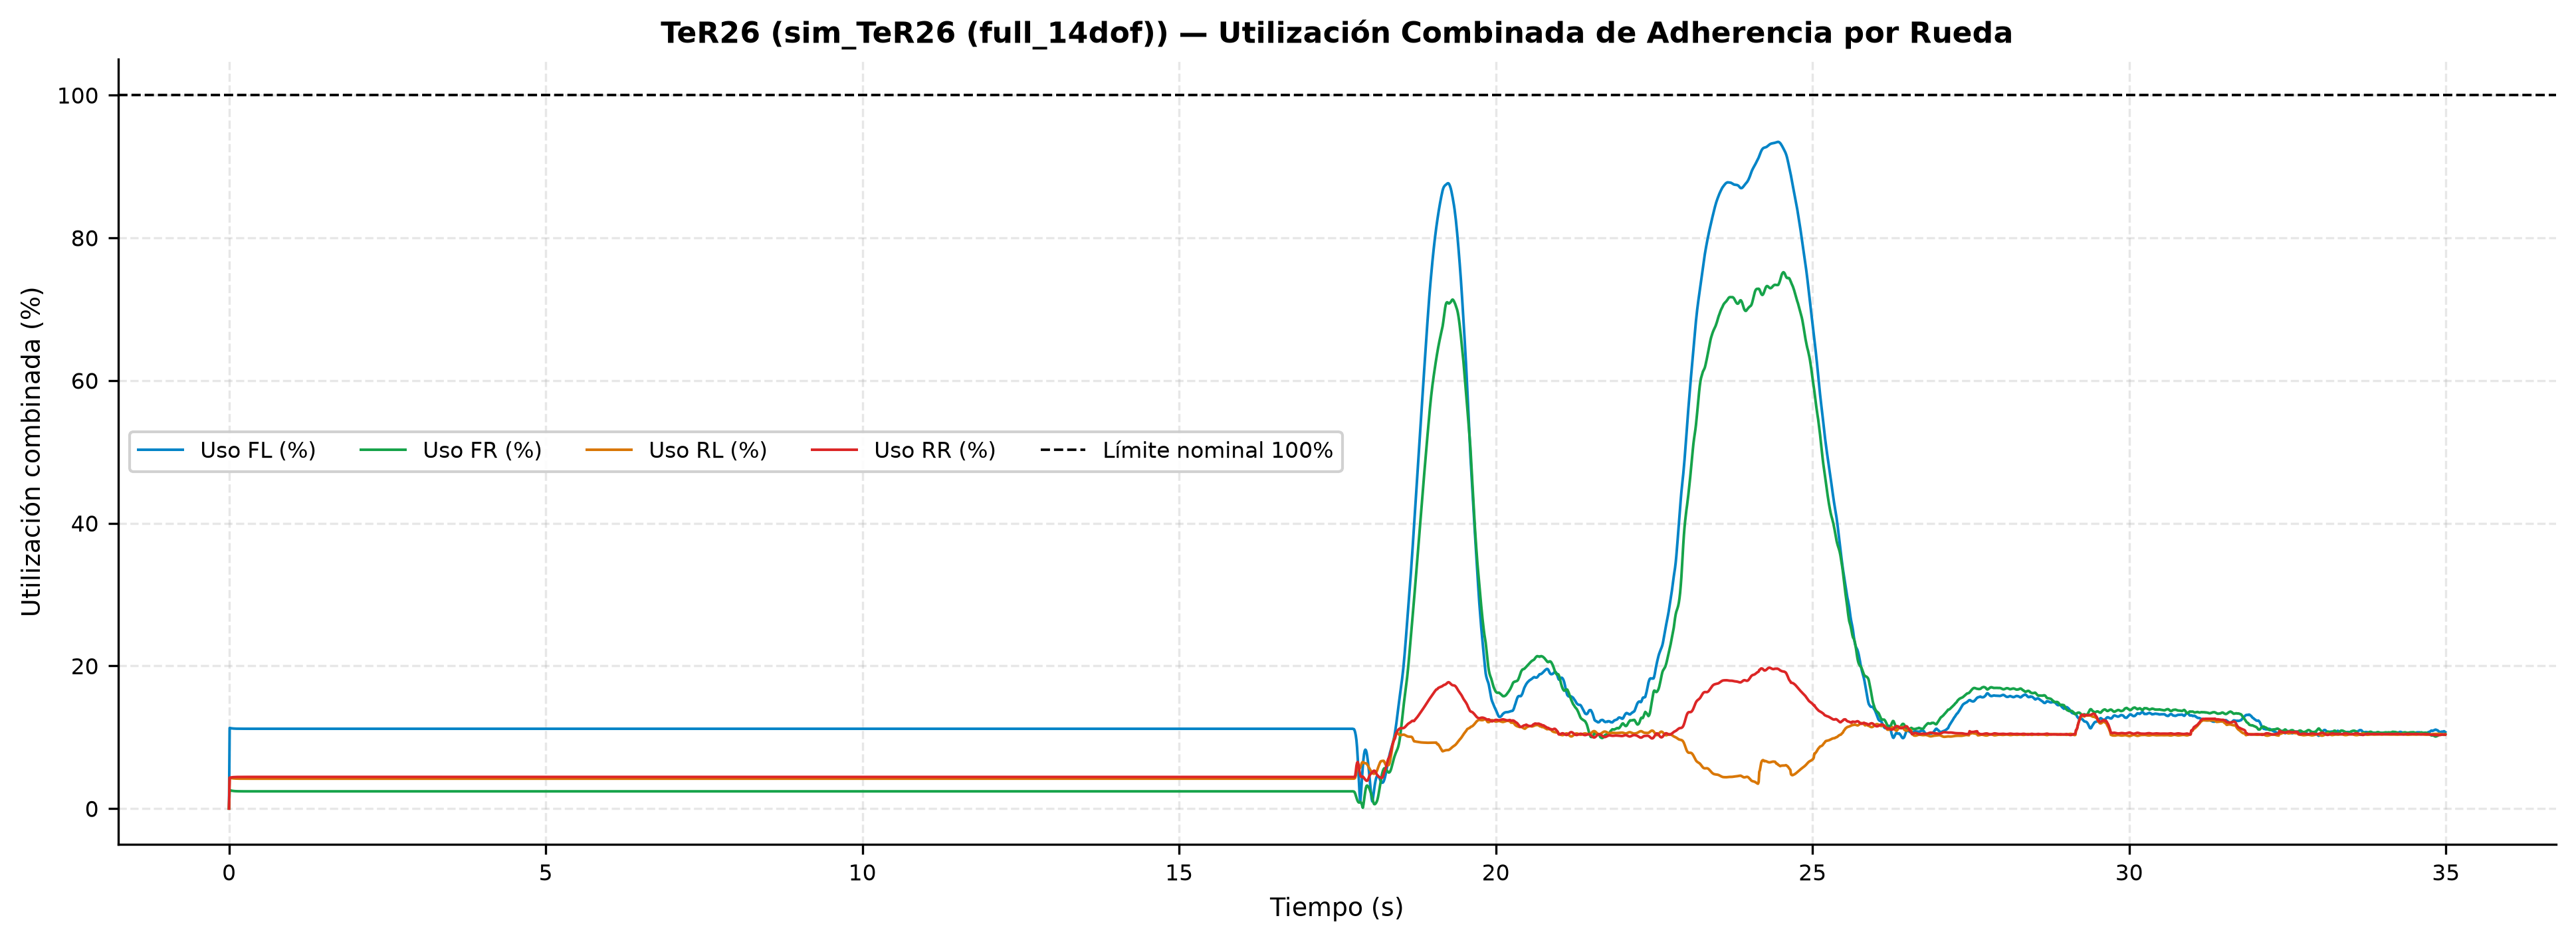 TeR26 (sim_TeR26 (full_14dof)) — Utilización Combinada de Adherencia por Rueda
Utilización combinada (%)
100
80
60
40
20
0
Uso FL (%) Uso FR (%) Uso RL (%) Uso RR (%) Límite nominal 100%
0 5 10 15 20 25 30 35
Tiempo (s)